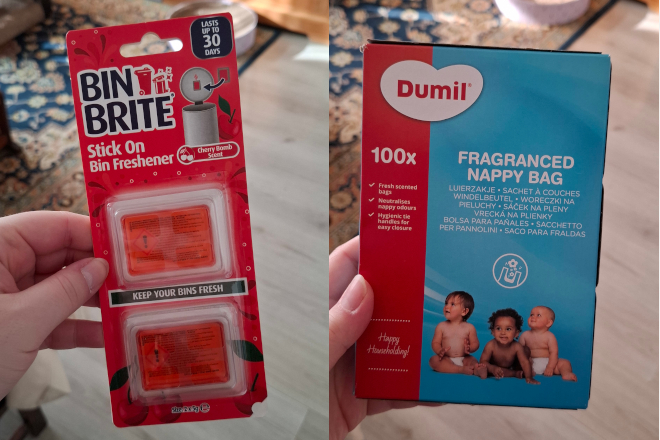 LASTS
UP TO
30
DAYS
BIN
BRITE
Stick On
Bin Freshener
Cherry Bomb
Scent
KEEP YOUR BINS FRESH
Dumil
100x
Fresh scented
bags
Neutralises
nappy odours
Hygienic tie
handles for
easy closure
FRAGRANCED
NAPPY BAG
LUIERZAKJE • SACHET À COUCHES
WINDELBEUTEL • WORECZKI NA
PIELUCHY • SÁČEK NA PLENY
VRECKÁ NA PLIENKY
BOLSA PARA PAÑALES • SACCHETTO
PER PANNOLINI • SACO PARA FRALDAS
Happy
Householding!